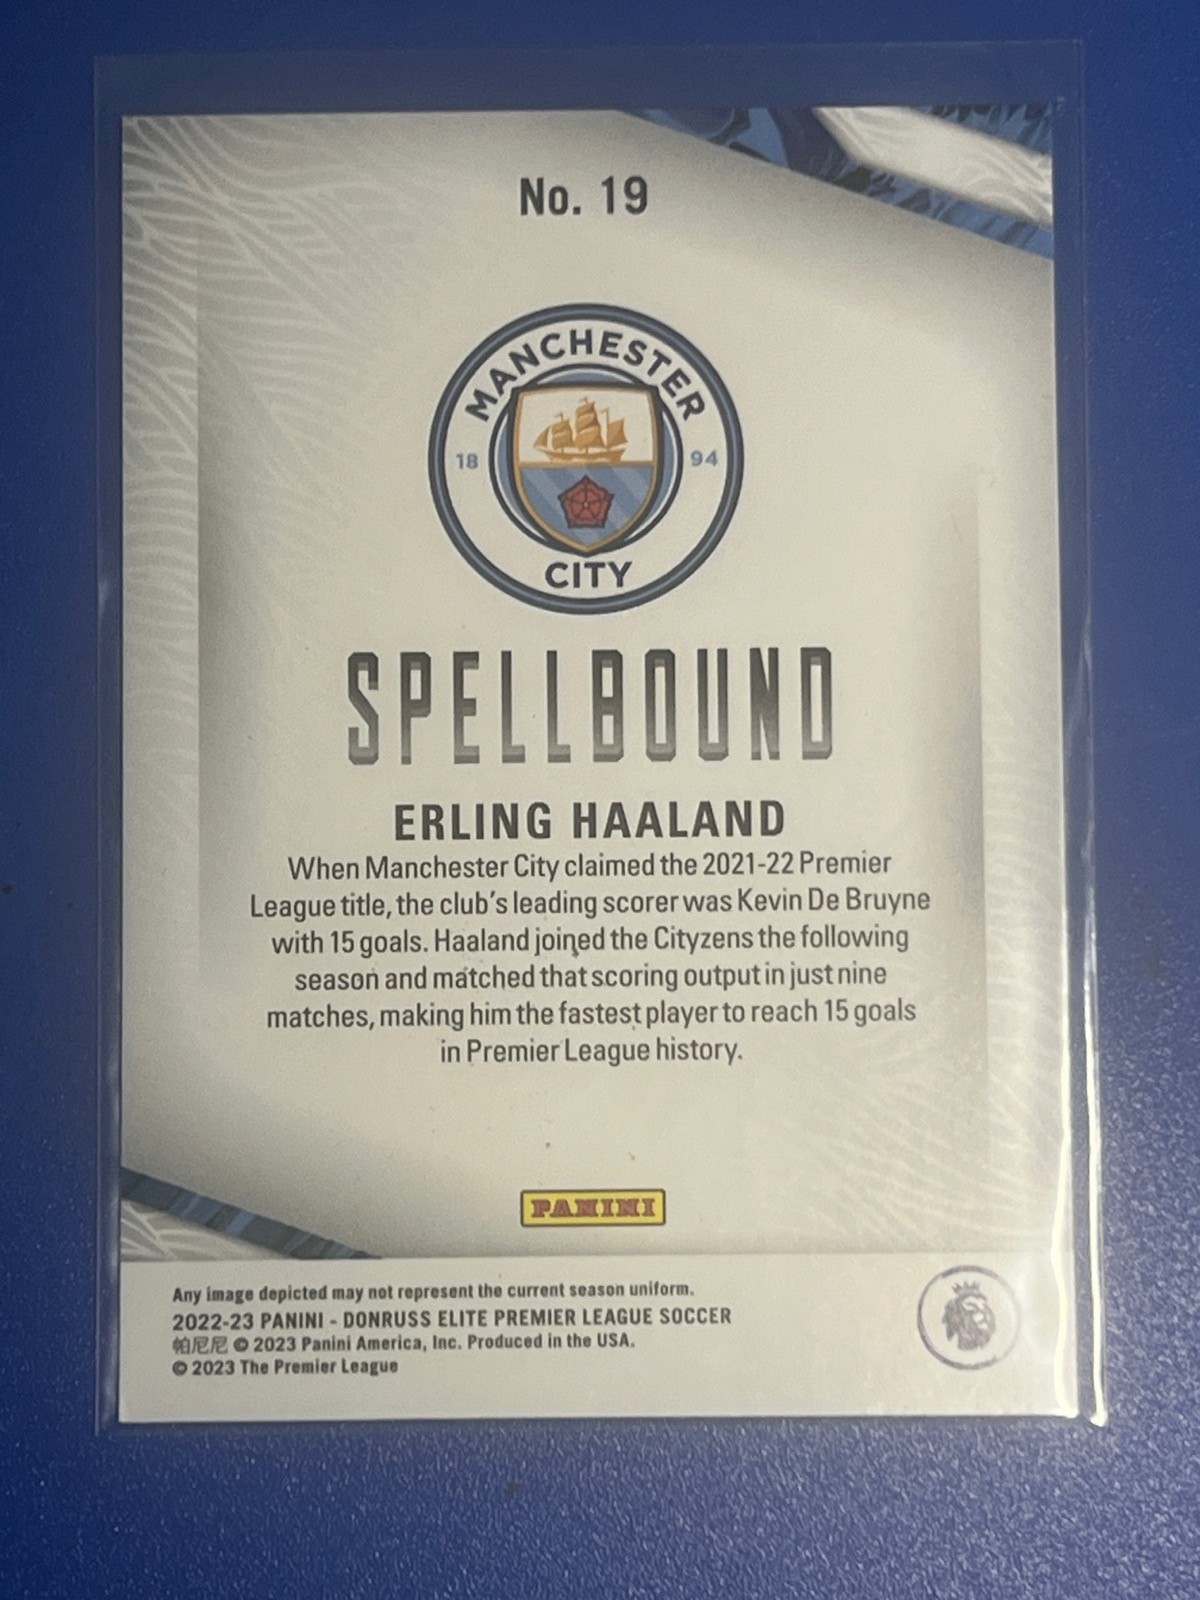 No. 19
MANCHESTER
18 94
CITY
SPELLBOUND
ERLING HAALAND
When Manchester City claimed the 2021-22 Premier
League title, the club's leading scorer was Kevin De Bruyne
with 15 goals. Haaland joined the Cityzens the following
season and matched that scoring output in just nine
matches, making him the fastest player to reach 15 goals
in Premier League history.
PANINI
Any image depicted may not represent the current season uniform.
2022-23 PANINI - DONRUSS ELITE PREMIER LEAGUE SOCCER
帕尼尼 © 2023 Panini America, Inc. Produced in the USA.
© 2023 The Premier League